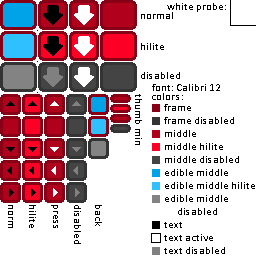 white probe:
normal
hilite
disabled
font: Calibri 12
colors:
frame
frame disabled
middle
middle hilite
middle disabled
edible middle
edible middle hilite
edible middle
disabled
text
text active
text disabled
thumb min
norm
hilite
press
disabled
back